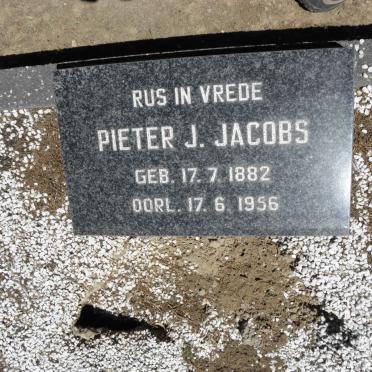 RUS IN VREDE
PIETER J. JACOBS
GEB. 17. 7. 1882
OORL. 17. 6. 1956